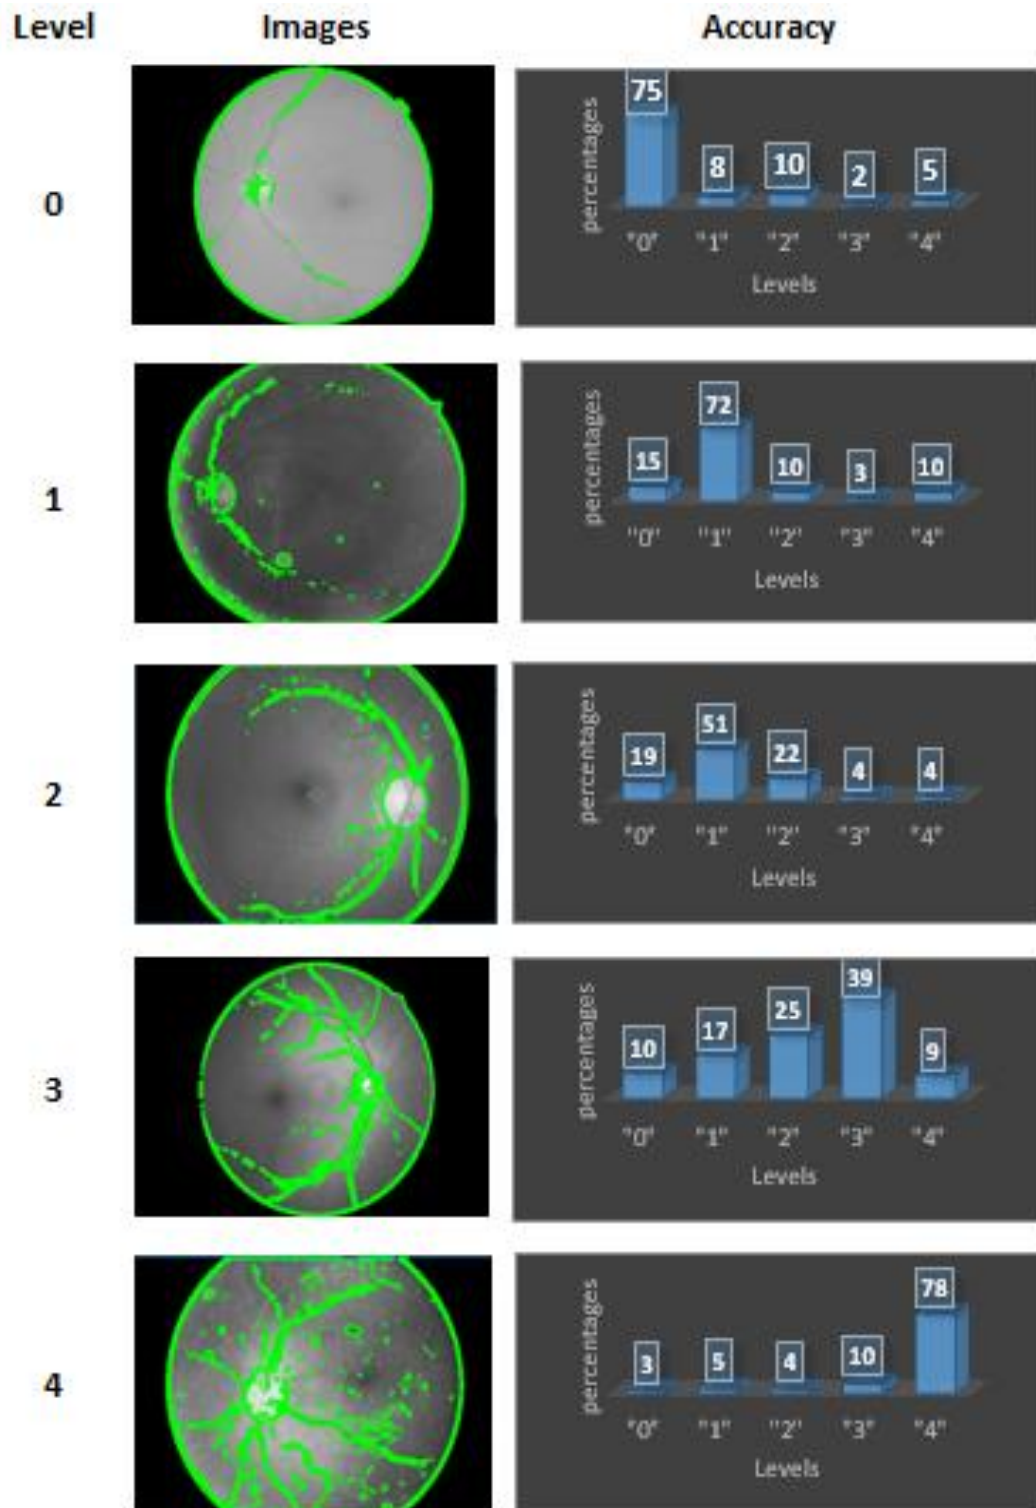 Level Images Accuracy
0
percentages
75 8 10 2 5
"0" "1" "2" "3" "4"
Levels
1
percentages
15 72 10 3 10
"0" "1" "2" "3" "4"
Levels
2
percentages
19 51 22 4 4
"0" "1" "2" "3" "4"
Levels
3
percentages
10 17 25 39 9
"0" "1" "2" "3" "4"
Levels
4
percentages
3 5 4 10 78
"0" "1" "2" "3" "4"
Levels